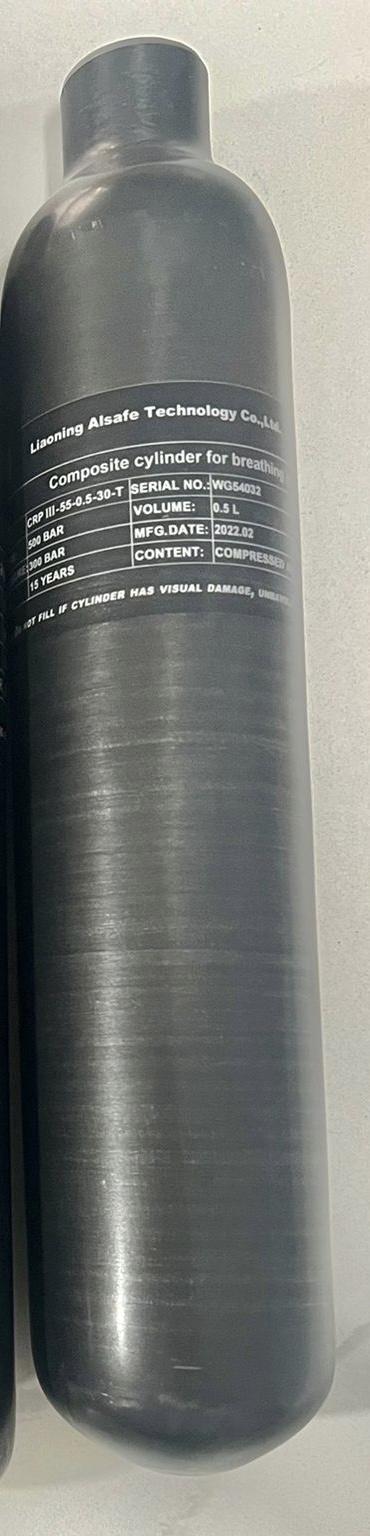 Liaoning Alsafe Technology Co.,Ltd.
Composite cylinder for breathing
CRP III-55-0.5-30-T SERIAL NO.: WG54032
500 BAR VOLUME: 0.5 L
300 BAR MFG.DATE: 2022.02
15 YEARS CONTENT: COMPRESSED
DO NOT FILL IF CYLINDER HAS VISUAL DAMAGE,